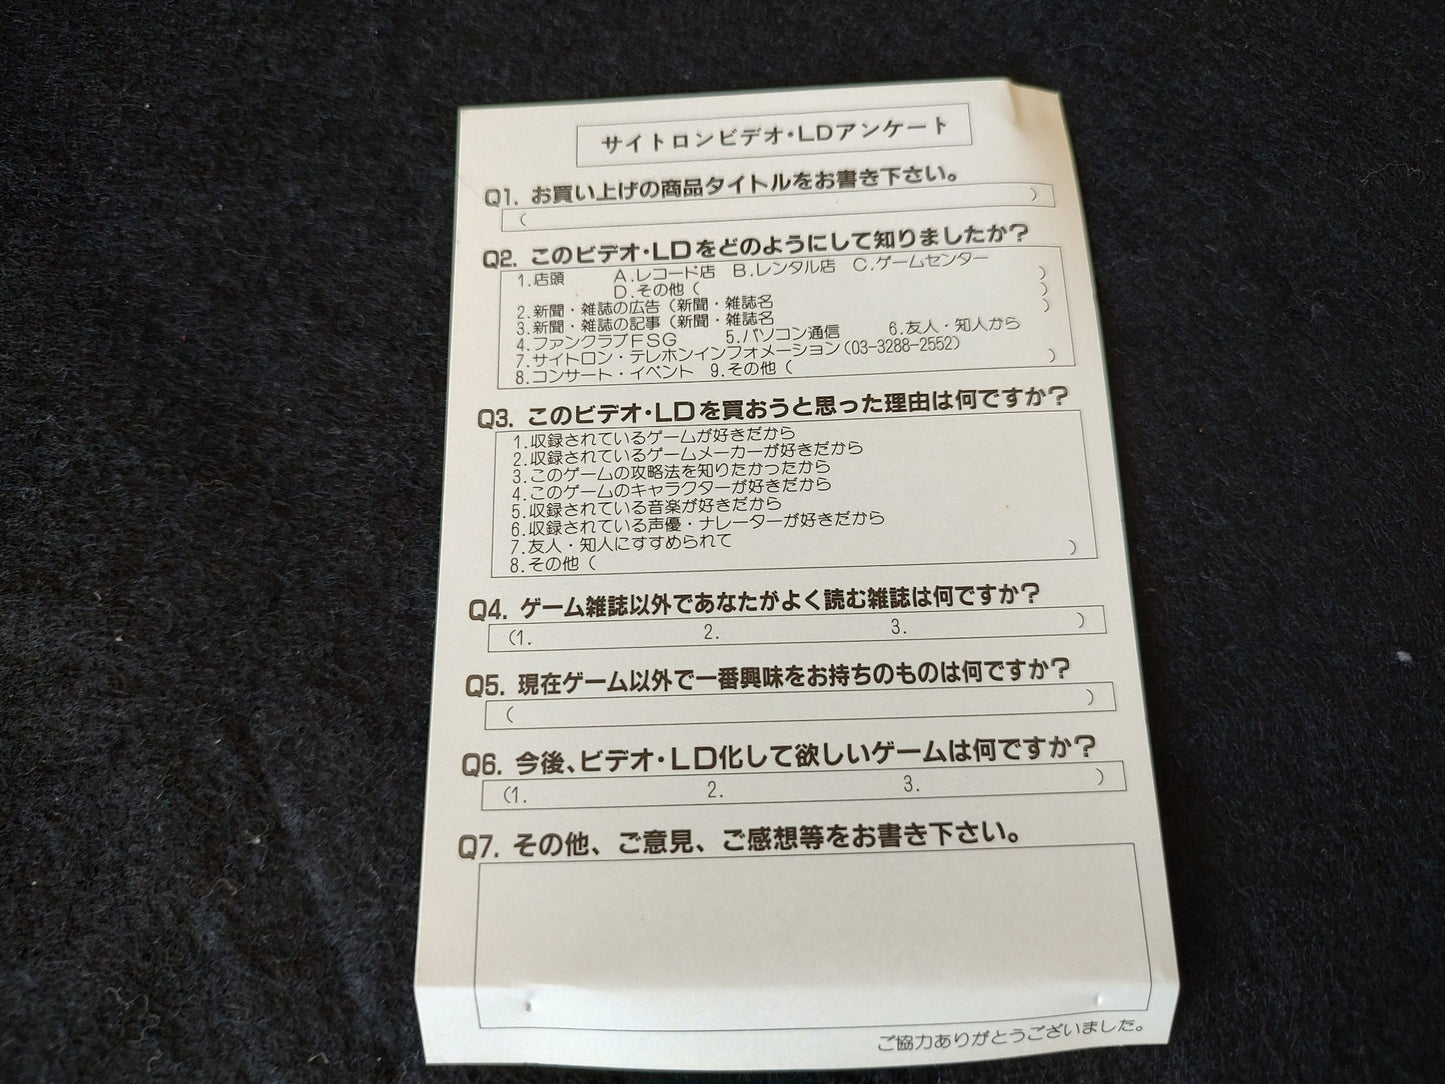 サイトロンビデオ・LDアンケート
Q1. お買い上げの商品タイトルをお書き下さい。
( )
Q2. このビデオ・LDをどのようにして知りましたか?
1.店頭 A.レコード店 B.レンタル店 C.ゲームセンター
D.その他( )
2.新聞・雑誌の広告(新聞・雑誌名 )
3.新聞・雑誌の記事(新聞・雑誌名 )
4.ファンクラブFSG 5.パソコン通信 6.友人・知人から
7.サイトロン・テレホンインフォメーション(03-3288-2552)
8.コンサート・イベント 9.その他( )
Q3. このビデオ・LDを買おうと思った理由は何ですか?
1.収録されているゲームが好きだから
2.収録されているゲームメーカーが好きだから
3.このゲームの攻略法を知りたかったから
4.このゲームのキャラクターが好きだから
5.収録されている音楽が好きだから
6.収録されている声優・ナレーターが好きだから
7.友人・知人にすすめられて
8.その他( )
Q4. ゲーム雑誌以外であなたがよく読む雑誌は何ですか?
(1. 2. 3. )
Q5. 現在ゲーム以外で一番興味をお持ちのものは何ですか?
( )
Q6. 今後、ビデオ・LD化して欲しいゲームは何ですか?
(1. 2. 3. )
Q7. その他、ご意見、ご感想等をお書き下さい。
ご協力ありがとうございました。